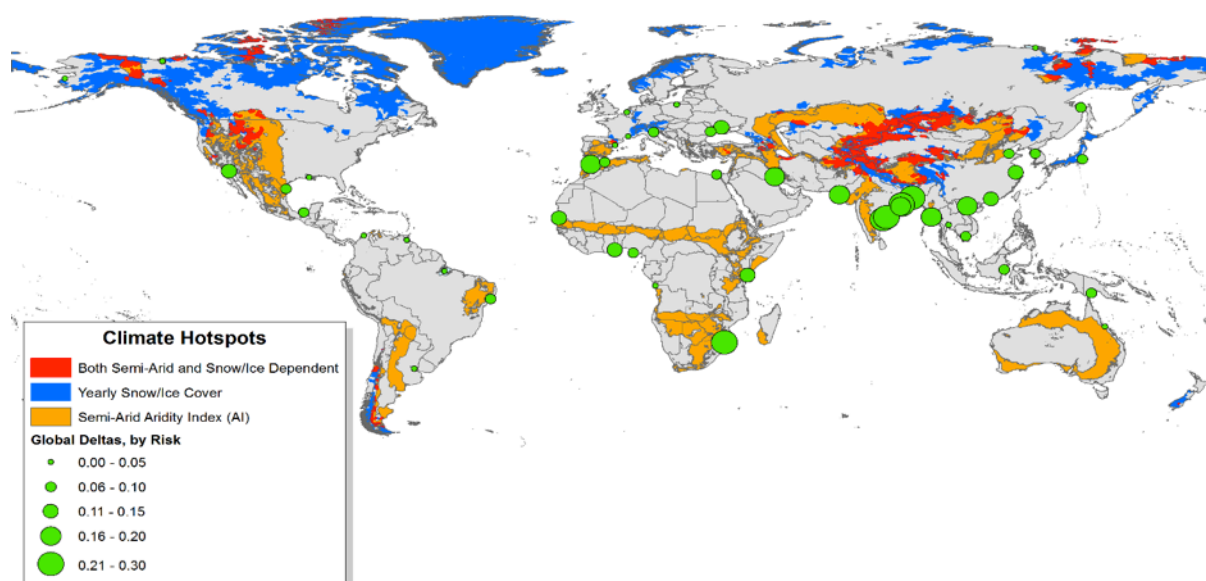 Climate Hotspots
Both Semi-Arid and Snow/Ice Dependent
Yearly Snow/Ice Cover
Semi-Arid Aridity Index (AI)
Global Deltas, by Risk
0.00 - 0.05
0.06 - 0.10
0.11 - 0.15
0.16 - 0.20
0.21 - 0.30